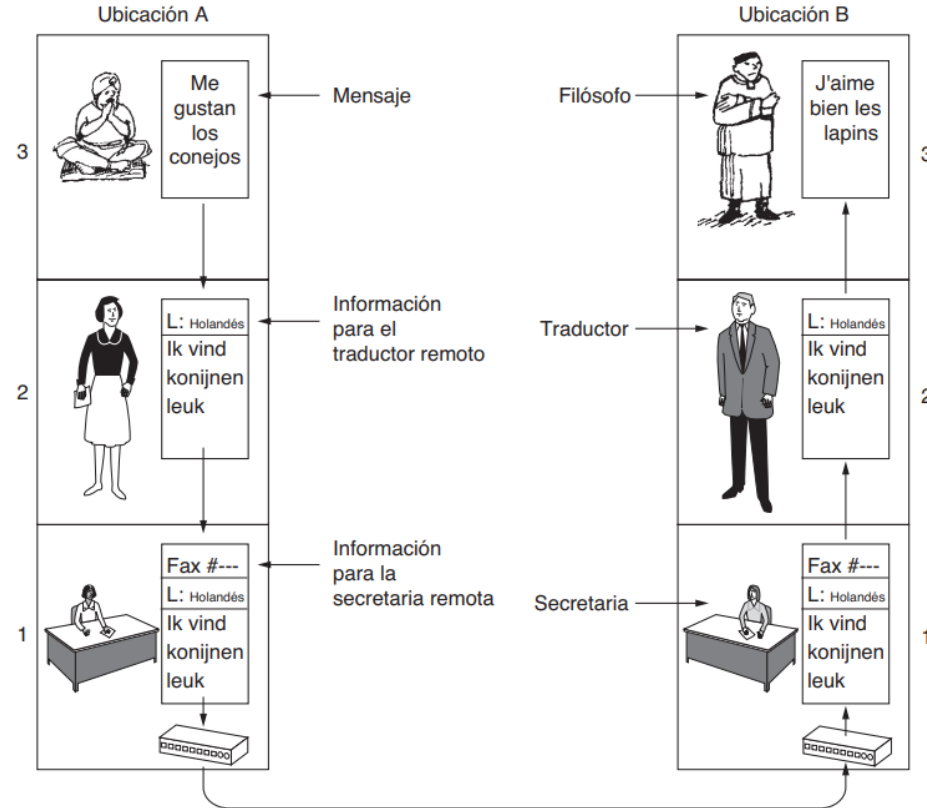 Ubicación A
Ubicación B
3
Me
gustan
los
conejos
Mensaje
Filósofo
J'aime
bien les
lapins
3
2
L: Holandés
Ik vind
konijnen
leuk
Información
para el
traductor remoto
Traductor
L: Holandés
Ik vind
konijnen
leuk
2
1
Fax #---
L: Holandés
Ik vind
konijnen
leuk
Información
para la
secretaria remota
Secretaria
Fax #---
L: Holandés
Ik vind
konijnen
leuk
1